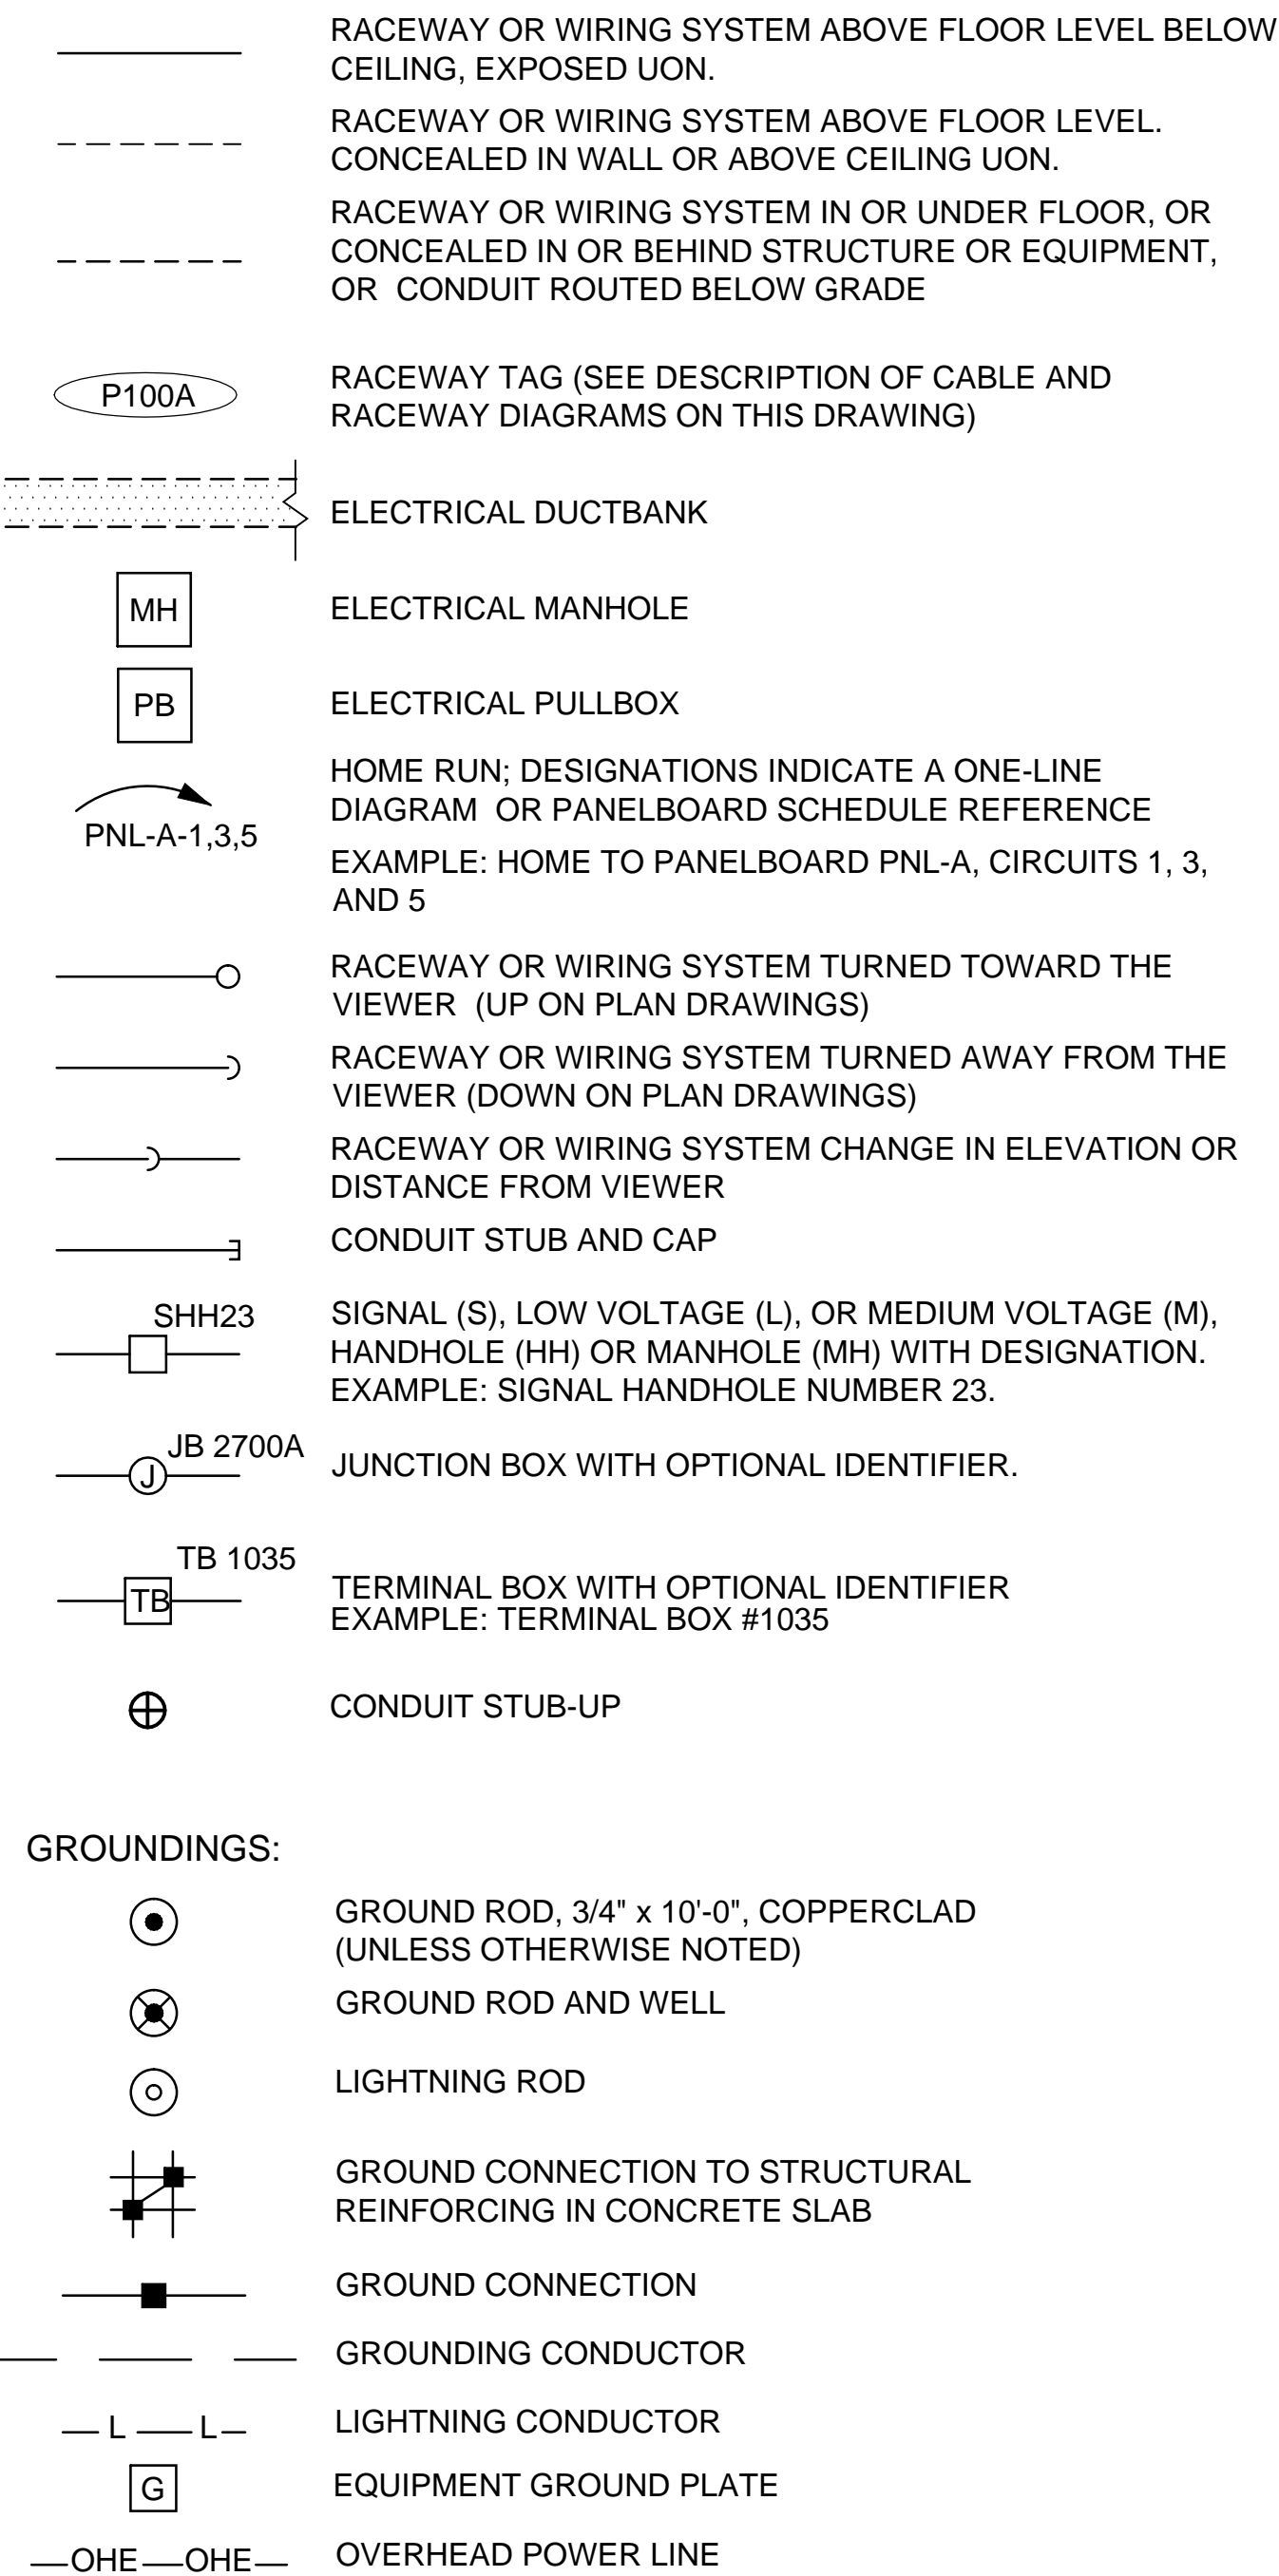 RACEWAY OR WIRING SYSTEM ABOVE FLOOR LEVEL BELOW
CEILING, EXPOSED UON.
RACEWAY OR WIRING SYSTEM ABOVE FLOOR LEVEL.
CONCEALED IN WALL OR ABOVE CEILING UON.
RACEWAY OR WIRING SYSTEM IN OR UNDER FLOOR, OR
CONCEALED IN OR BEHIND STRUCTURE OR EQUIPMENT,
OR CONDUIT ROUTED BELOW GRADE
P100A
RACEWAY TAG (SEE DESCRIPTION OF CABLE AND
RACEWAY DIAGRAMS ON THIS DRAWING)
ELECTRICAL DUCTBANK
MH
ELECTRICAL MANHOLE
PB
ELECTRICAL PULLBOX
PNL-A-1,3,5
HOME RUN; DESIGNATIONS INDICATE A ONE-LINE
DIAGRAM OR PANELBOARD SCHEDULE REFERENCE
EXAMPLE: HOME TO PANELBOARD PNL-A, CIRCUITS 1, 3,
AND 5
RACEWAY OR WIRING SYSTEM TURNED TOWARD THE
VIEWER (UP ON PLAN DRAWINGS)
RACEWAY OR WIRING SYSTEM TURNED AWAY FROM THE
VIEWER (DOWN ON PLAN DRAWINGS)
RACEWAY OR WIRING SYSTEM CHANGE IN ELEVATION OR
DISTANCE FROM VIEWER
CONDUIT STUB AND CAP
SHH23
SIGNAL (S), LOW VOLTAGE (L), OR MEDIUM VOLTAGE (M),
HANDHOLE (HH) OR MANHOLE (MH) WITH DESIGNATION.
EXAMPLE: SIGNAL HANDHOLE NUMBER 23.
JB 2700A
J
JUNCTION BOX WITH OPTIONAL IDENTIFIER.
TB 1035
TB
TERMINAL BOX WITH OPTIONAL IDENTIFIER
EXAMPLE: TERMINAL BOX #1035
CONDUIT STUB-UP
GROUNDINGS:
GROUND ROD, 3/4" x 10'-0", COPPERCLAD
(UNLESS OTHERWISE NOTED)
GROUND ROD AND WELL
LIGHTNING ROD
GROUND CONNECTION TO STRUCTURAL
REINFORCING IN CONCRETE SLAB
GROUND CONNECTION
GROUNDING CONDUCTOR
L L
LIGHTNING CONDUCTOR
G
EQUIPMENT GROUND PLATE
OHE OHE
OVERHEAD POWER LINE